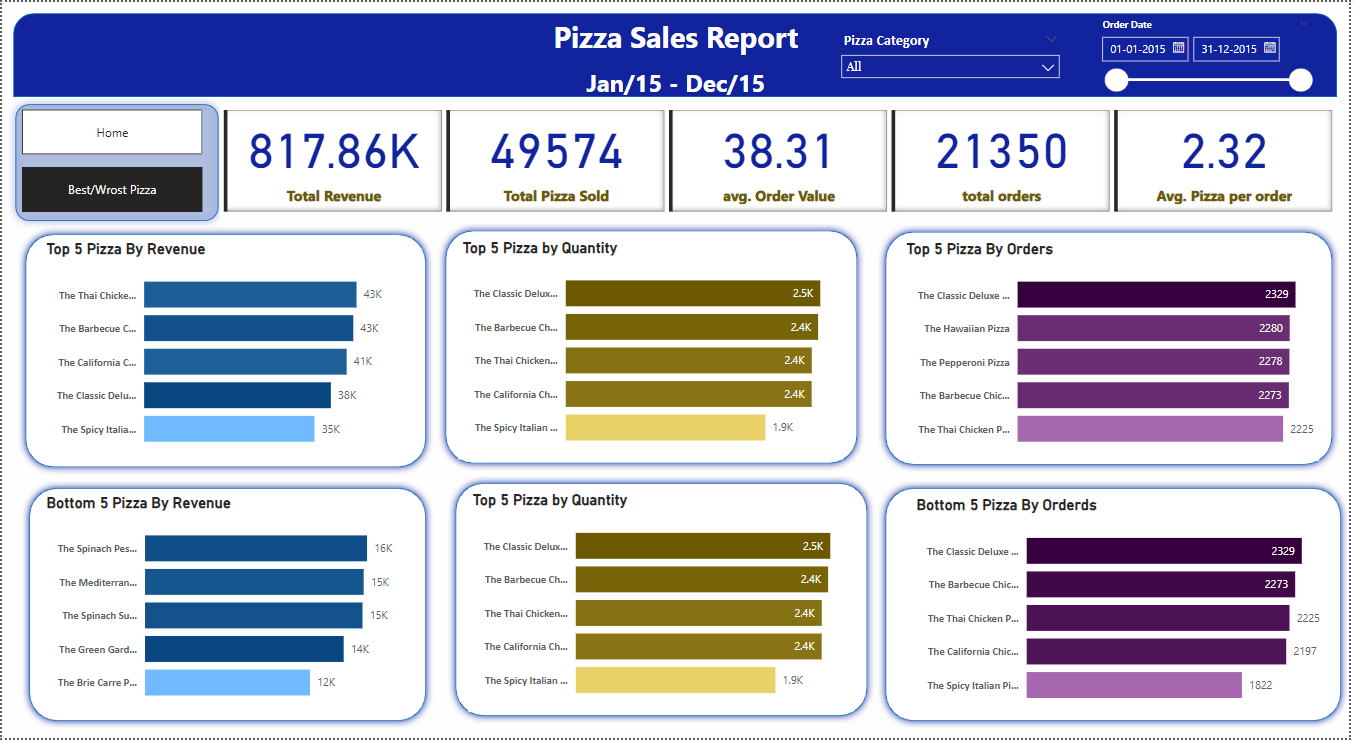 Pizza Sales Report
Jan/15 - Dec/15
Pizza Category
All
Order Date
01-01-2015 31-12-2015
Home
Best/Wrost Pizza
817.86K
Total Revenue
49574
Total Pizza Sold
38.31
avg. Order Value
21350
total orders
2.32
Avg. Pizza per order
Top 5 Pizza By Revenue
The Thai Chicke... 43K
The Barbecue C... 43K
The California C... 41K
The Classic Delu... 38K
The Spicy Italia... 35K
Top 5 Pizza by Quantity
The Classic Delux... 2.5K
The Barbecue Ch... 2.4K
The Thai Chicken... 2.4K
The California Ch... 2.4K
The Spicy Italian ... 1.9K
Top 5 Pizza By Orders
The Classic Deluxe ... 2329
The Hawaiian Pizza 2280
The Pepperoni Pizza 2278
The Barbecue Chic... 2273
The Thai Chicken P... 2225
Bottom 5 Pizza By Revenue
The Spinach Pes... 16K
The Mediterran... 15K
The Spinach Su... 15K
The Green Gard... 14K
The Brie Carre P... 12K
Top 5 Pizza by Quantity
The Classic Delux... 2.5K
The Barbecue Ch... 2.4K
The Thai Chicken... 2.4K
The California Ch... 2.4K
The Spicy Italian ... 1.9K
Bottom 5 Pizza By Orderds
The Classic Deluxe ... 2329
The Barbecue Chic... 2273
The Thai Chicken P... 2225
The California Chic... 2197
The Spicy Italian Pi... 1822